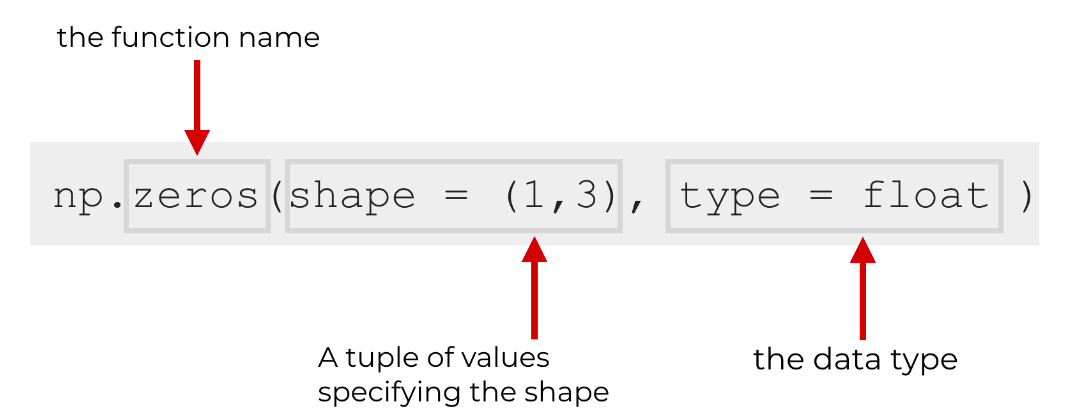 the function name
np.zeros(shape = (1,3), type = float )
A tuple of values
specifying the shape
the data type